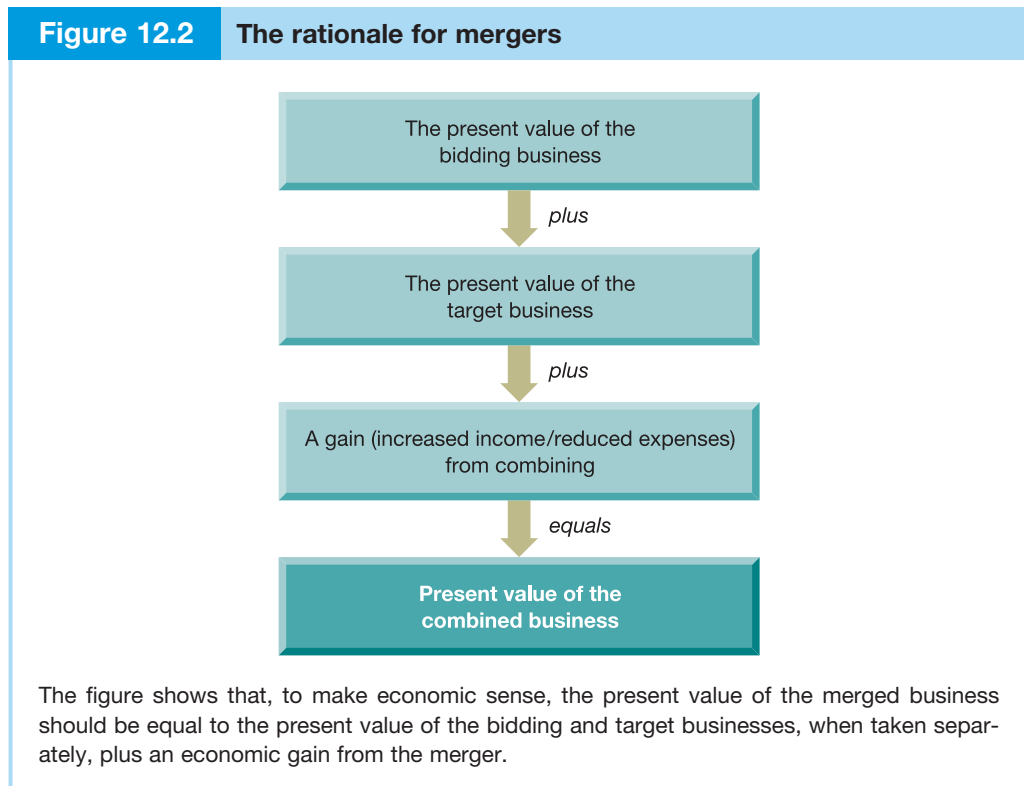 Figure 12.2 The rationale for mergers
The present value of the
bidding business
plus
The present value of the
target business
plus
A gain (increased income/reduced expenses)
from combining
equals
Present value of the
combined business
The figure shows that, to make economic sense, the present value of the merged business
should be equal to the present value of the bidding and target businesses, when taken separ-
ately, plus an economic gain from the merger.